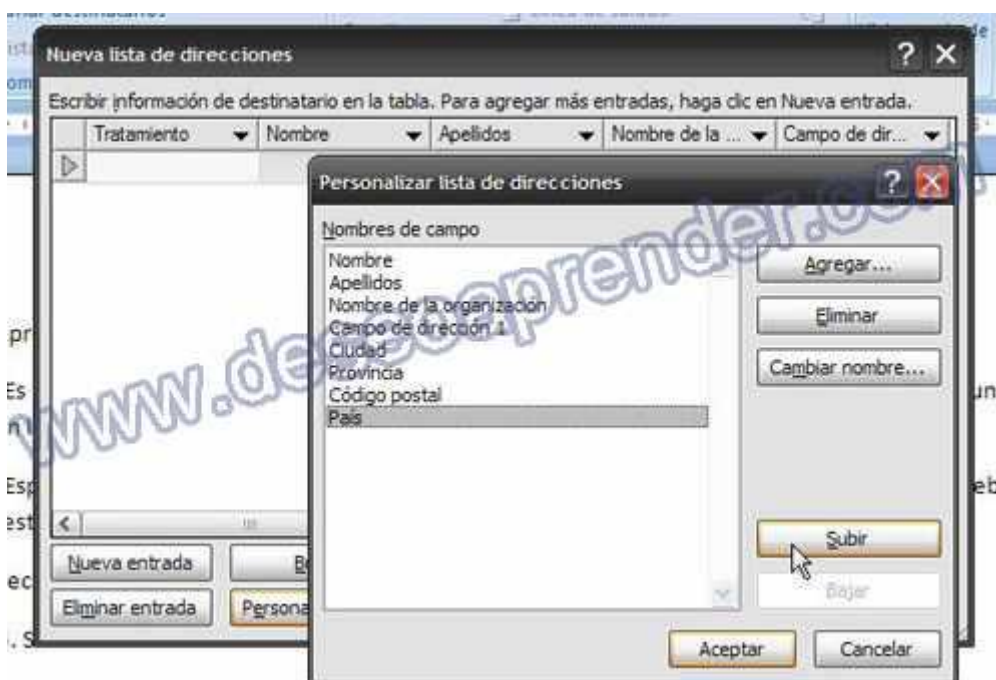 Nueva lista de direcciones
Escribir información de destinatario en la tabla. Para agregar más entradas, haga clic en Nueva entrada.
Tratamiento Nombre Apellidos Nombre de la ... Campo de dir...
Personalizar lista de direcciones
Nombres de campo
Nombre
Apellidos
Nombre de la organización
Campo de dirección 1
Ciudad
Provincia
Código postal
País
Agregar...
Eliminar
Cambiar nombre...
Subir
Bajar
Nueva entrada
Eliminar entrada
Persona
Aceptar Cancelar
www.deseoaprender.com